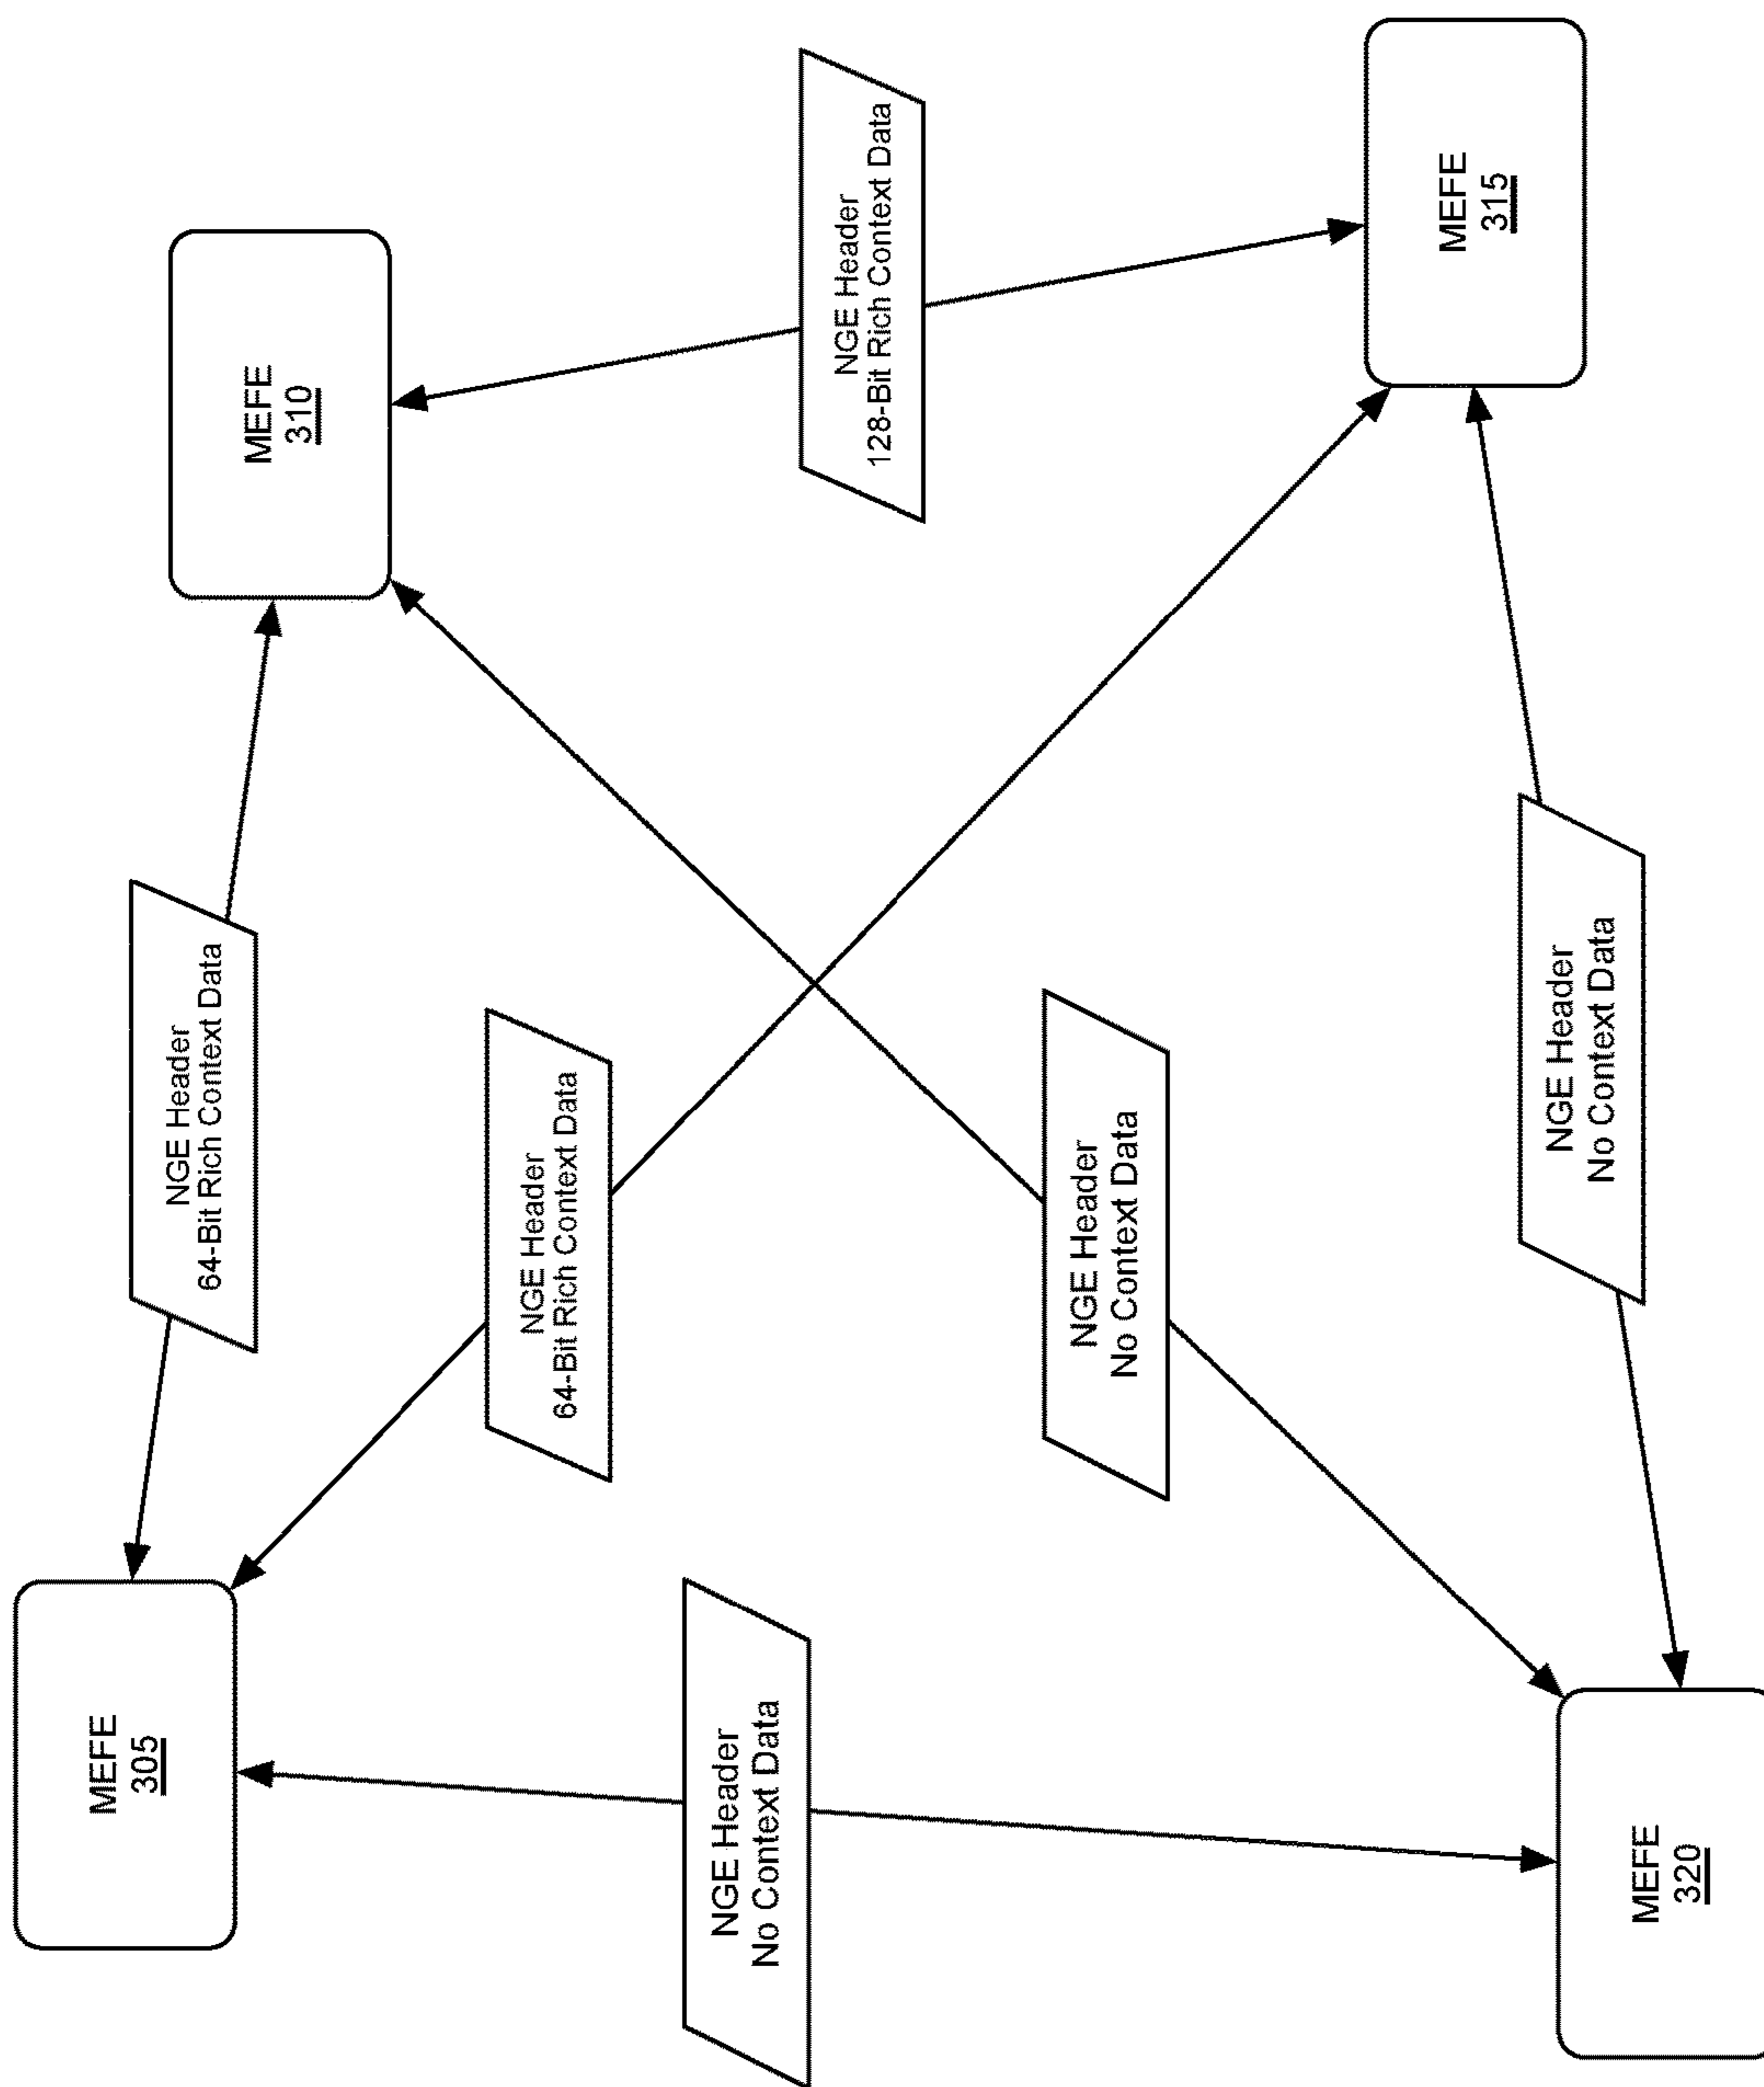 MEFE
305
NGE Header
64-Bit Rich Context Data
MEFE
310
NGE Header
64-Bit Rich Context Data
NGE Header
No Context Data
NGE Header
128-Bit Rich Context Data
NGE Header
No Context Data
MEFE
315
NGE Header
No Context Data
MEFE
320